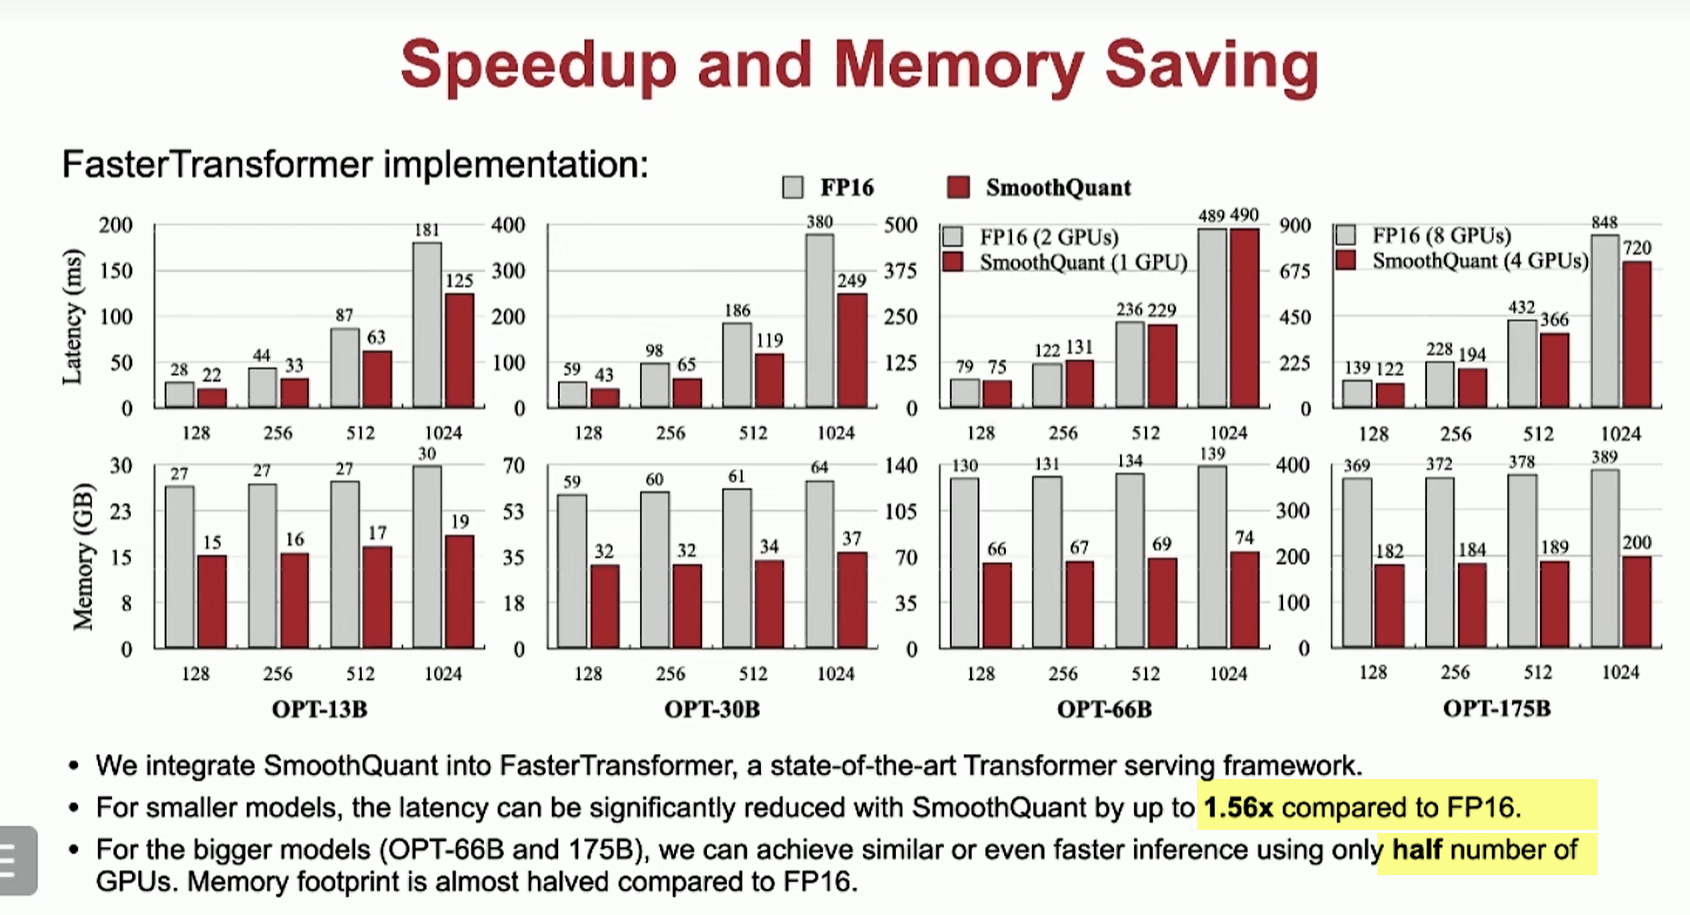 Speedup and Memory Saving
FasterTransformer implementation:
FP16
SmoothQuant
Latency (ms)
200
150
100
50
0
28 22
44 33
87 63
181 125
128 256 512 1024
400
300
200
100
0
59 43
98 65
186 119
380 249
128 256 512 1024
500
375
250
125
0
FP16 (2 GPUs)
SmoothQuant (1 GPU)
79 75
122 131
236 229
489 490
128 256 512 1024
900
675
450
225
0
FP16 (8 GPUs)
SmoothQuant (4 GPUs)
139 122
228 194
432 366
848 720
128 256 512 1024
Memory (GB)
30
23
15
8
0
27 15
27 16
27 17
30 19
128 256 512 1024
OPT-13B
70
53
35
18
0
59 32
60 32
61 34
64 37
128 256 512 1024
OPT-30B
140
105
70
35
0
130 66
131 67
134 69
139 74
128 256 512 1024
OPT-66B
400
300
200
100
0
369 182
372 184
378 189
389 200
128 256 512 1024
OPT-175B
• We integrate SmoothQuant into FasterTransformer, a state-of-the-art Transformer serving framework.
• For smaller models, the latency can be significantly reduced with SmoothQuant by up to 1.56x compared to FP16.
• For the bigger models (OPT-66B and 175B), we can achieve similar or even faster inference using only half number of
GPUs. Memory footprint is almost halved compared to FP16.